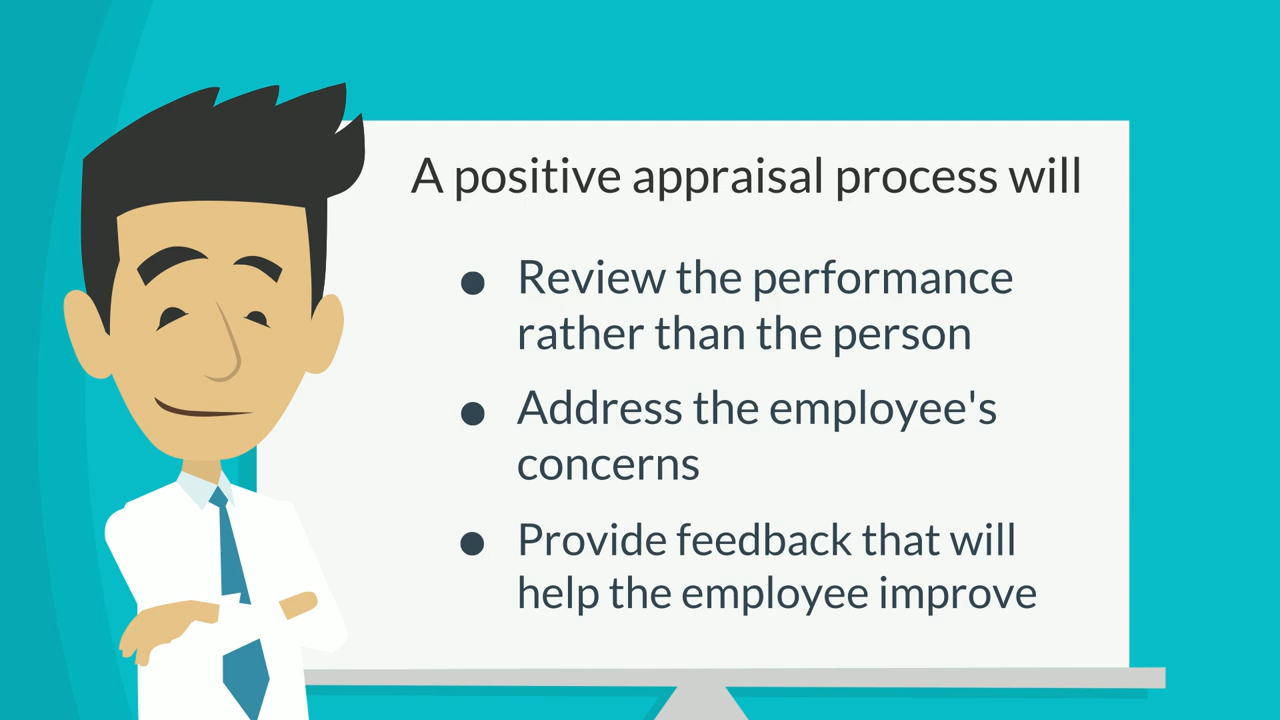 A positive appraisal process will
● Review the performance
rather than the person
● Address the employee's
concerns
● Provide feedback that will
help the employee improve